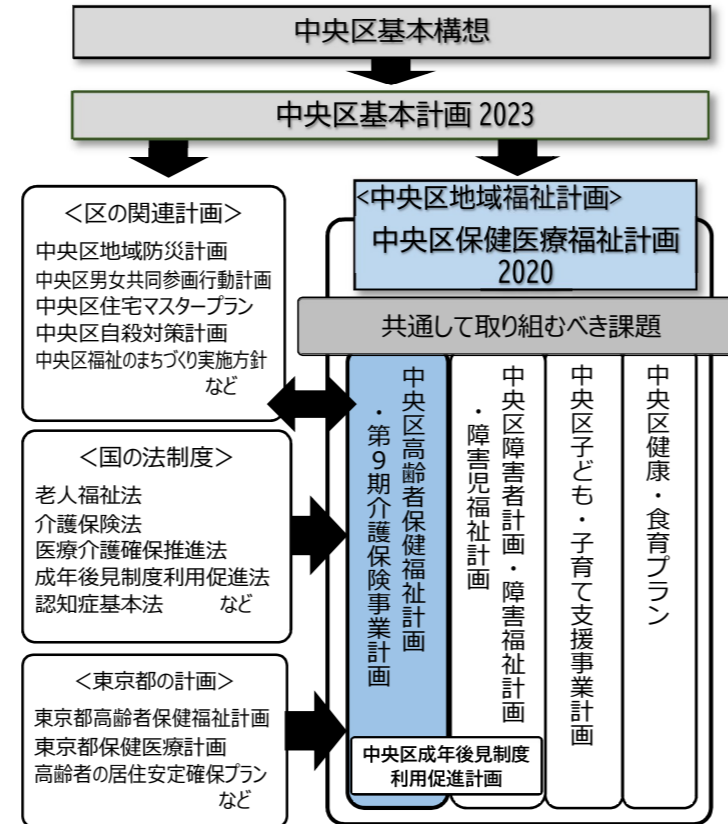 中央区基本構想
中央区基本計画 2023
＜区の関連計画＞
中央区地域防災計画
中央区男女共同参画行動計画
中央区住宅マスタープラン
中央区自殺対策計画
中央区福祉のまちづくり実施方針
など
＜国の法制度＞
老人福祉法
介護保険法
医療介護確保推進法
成年後見制度利用促進法
認知症基本法 など
＜東京都の計画＞
東京都高齢者保健福祉計画
東京都保健医療計画
高齢者の居住安定確保プラン
など
<中央区地域福祉計画>
中央区保健医療福祉計画
2020
共通して取り組むべき課題
中央区高齢者保健福祉計画
・第９期介護保険事業計画
中央区障害者計画・障害福祉計画
・障害児福祉計画
中央区子ども・子育て支援事業計画
中央区健康・食育プラン
中央区成年後見制度
利用促進計画